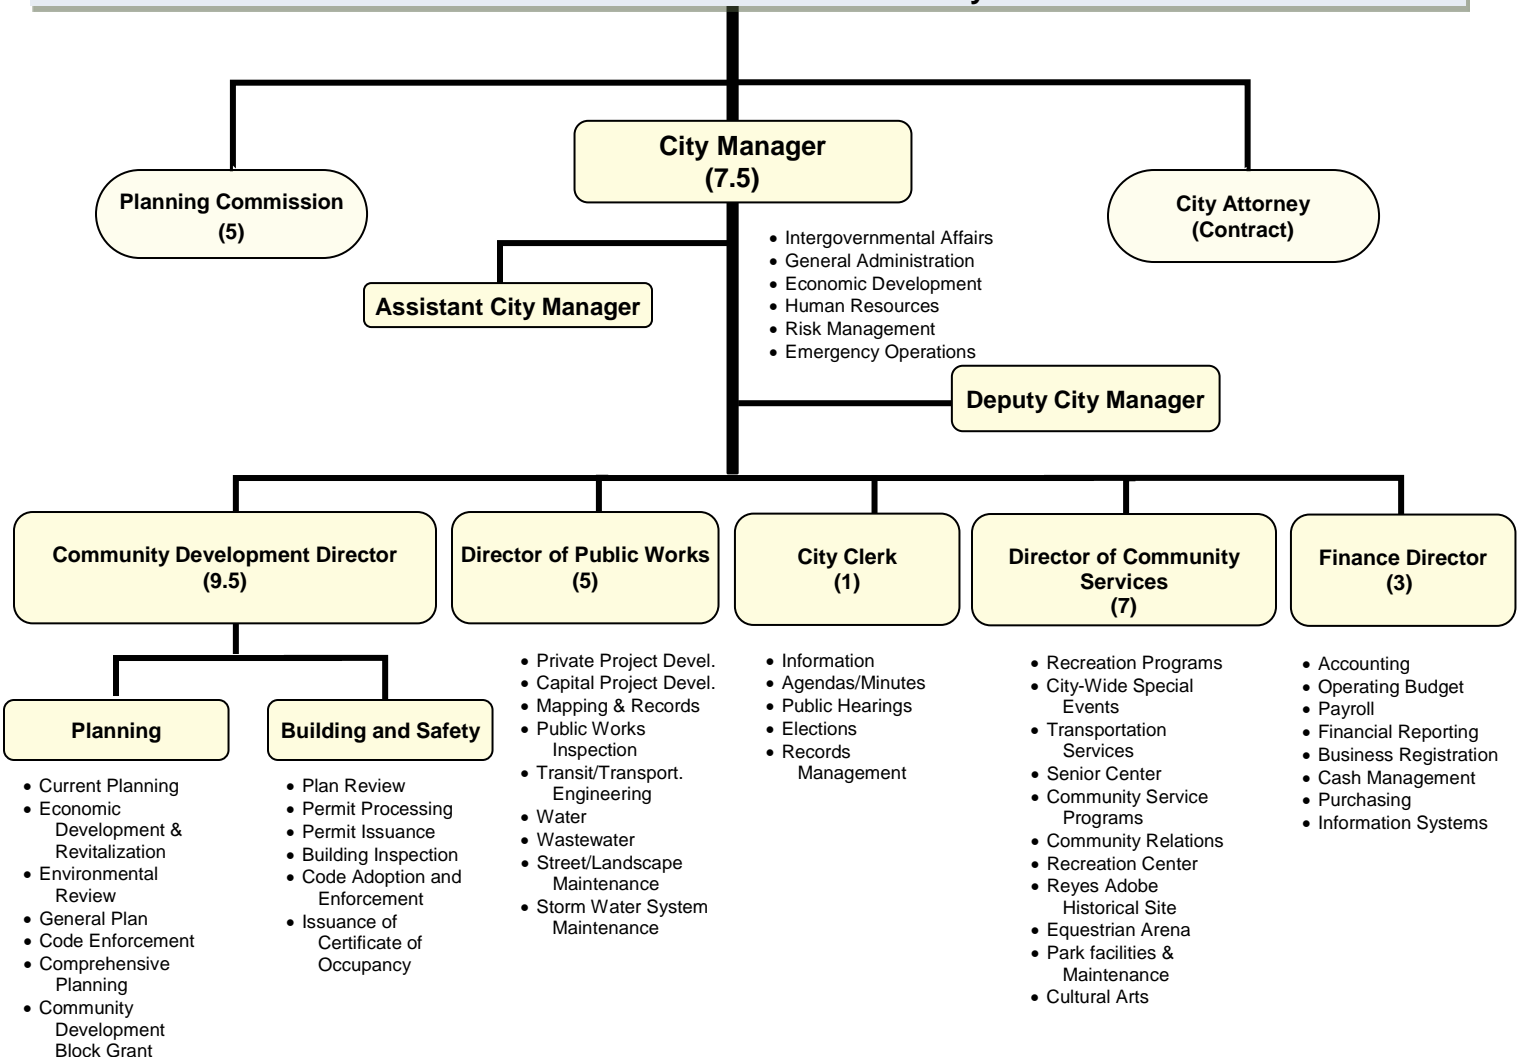 City Manager
(7.5)
Planning Commission
(5)
City Attorney
(Contract)
• Intergovernmental Affairs
• General Administration
• Economic Development
• Human Resources
• Risk Management
• Emergency Operations
Assistant City Manager
Deputy City Manager
Community Development Director
(9.5)
Director of Public Works
(5)
City Clerk
(1)
Director of Community
Services
(7)
Finance Director
(3)
Planning
• Current Planning
• Economic
Development &
Revitalization
• Environmental
Review
• General Plan
• Code Enforcement
• Comprehensive
Planning
• Community
Development
Block Grant
Building and Safety
• Plan Review
• Permit Processing
• Permit Issuance
• Building Inspection
• Code Adoption and
Enforcement
• Issuance of
Certificate of
Occupancy
• Private Project Devel.
• Capital Project Devel.
• Mapping & Records
• Public Works
Inspection
• Transit/Transport.
Engineering
• Water
• Wastewater
• Street/Landscape
Maintenance
• Storm Water System
Maintenance
• Information
• Agendas/Minutes
• Public Hearings
• Elections
• Records
Management
• Recreation Programs
• City-Wide Special
Events
• Transportation
Services
• Senior Center
• Community Service
Programs
• Community Relations
• Recreation Center
• Reyes Adobe
Historical Site
• Equestrian Arena
• Park facilities &
Maintenance
• Cultural Arts
• Accounting
• Operating Budget
• Payroll
• Financial Reporting
• Business Registration
• Cash Management
• Purchasing
• Information Systems